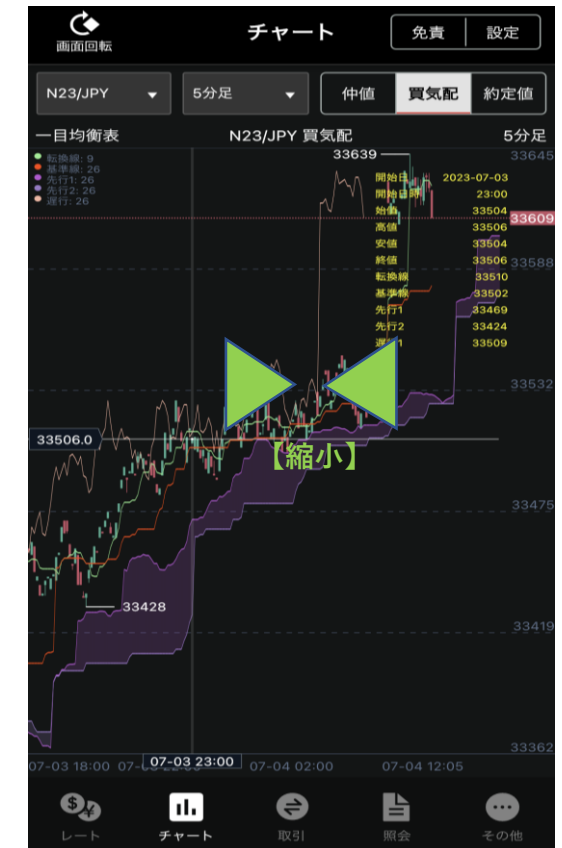 画面回転
チャート
免責
設定
N23/JPY
5分足
仲値
買気配
約定値
一目均衡表
N23/JPY 買気配
5分足
転換線: 9
基準線: 26
先行1: 26
先行2: 26
遅行: 26
33639
33645
開始日 2023-07-03
開始日時 23:00
始値 33504
33609
高値 33506
安値 33504
終値 33506
33588
転換線 33510
基準線 33502
先行1 33469
先行2 33424
遅行1 33509
33532
33506.0
【縮小】
33475
33428
33419
33362
07-03 18:00
07-03 23:00
07-04 02:00
07-04 12:05
レート
チャート
取引
照会
その他